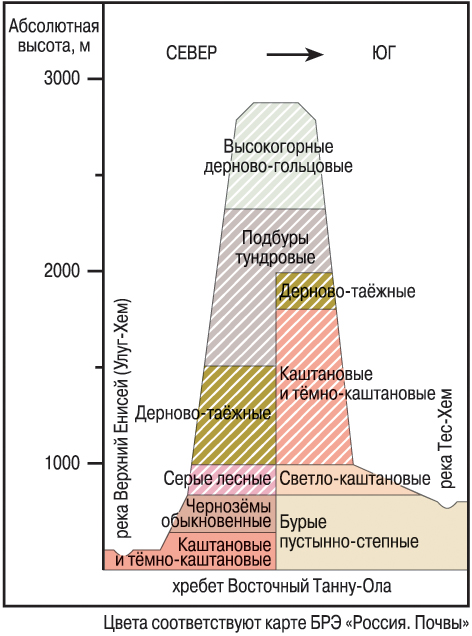 Абсолютная
высота, м
СЕВЕР
ЮГ
3000
Высокогорные
дерново-гольцовые
Подбуры
тундровые
2000
Дерново-таёжные
Каштановые
и тёмно-каштановые
Дерново-таёжные
река Верхний Енисей (Улуг-Хем)
река Тес-Хем
1000
Серые лесные
Светло-каштановые
Чернозёмы
обыкновенные
Бурые
пустынно-степные
Каштановые
и тёмно-каштановые
хребет Восточный Танну-Ола
Цвета соответствуют карте БРЭ «Россия. Почвы»